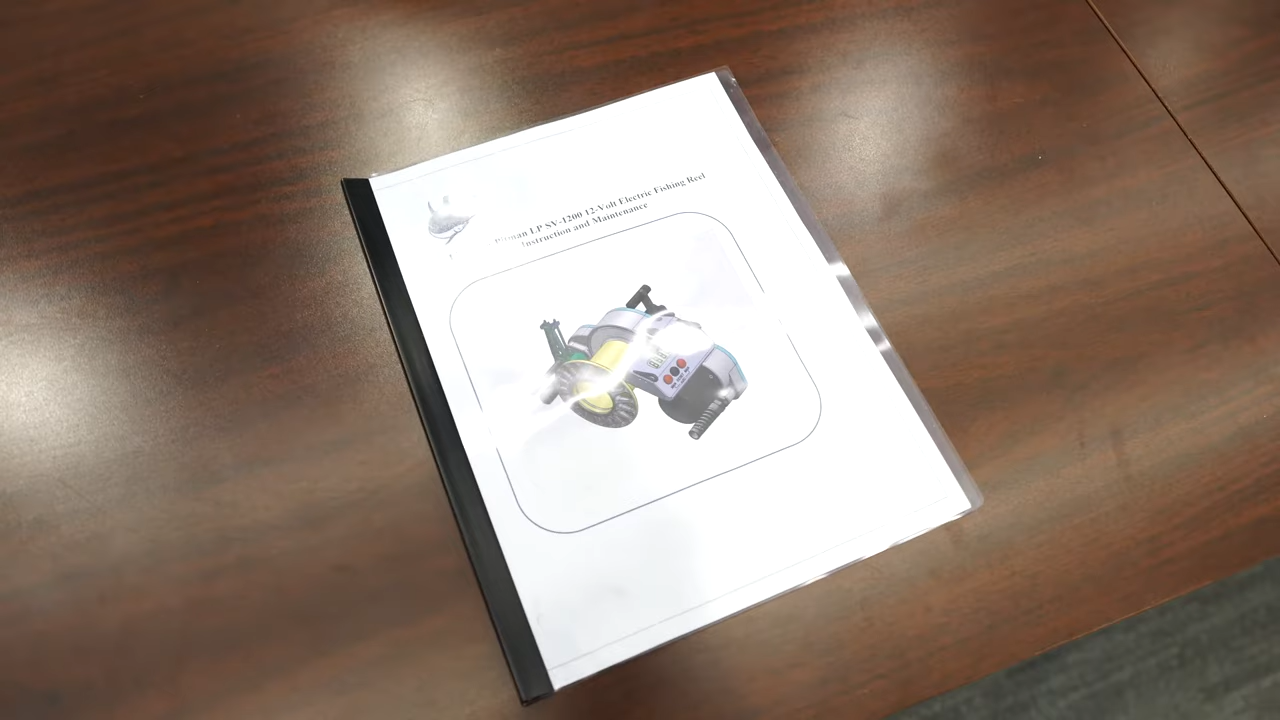 LP SV-1200 12-Volt Electric Fishing Reel
Instruction and Maintenance